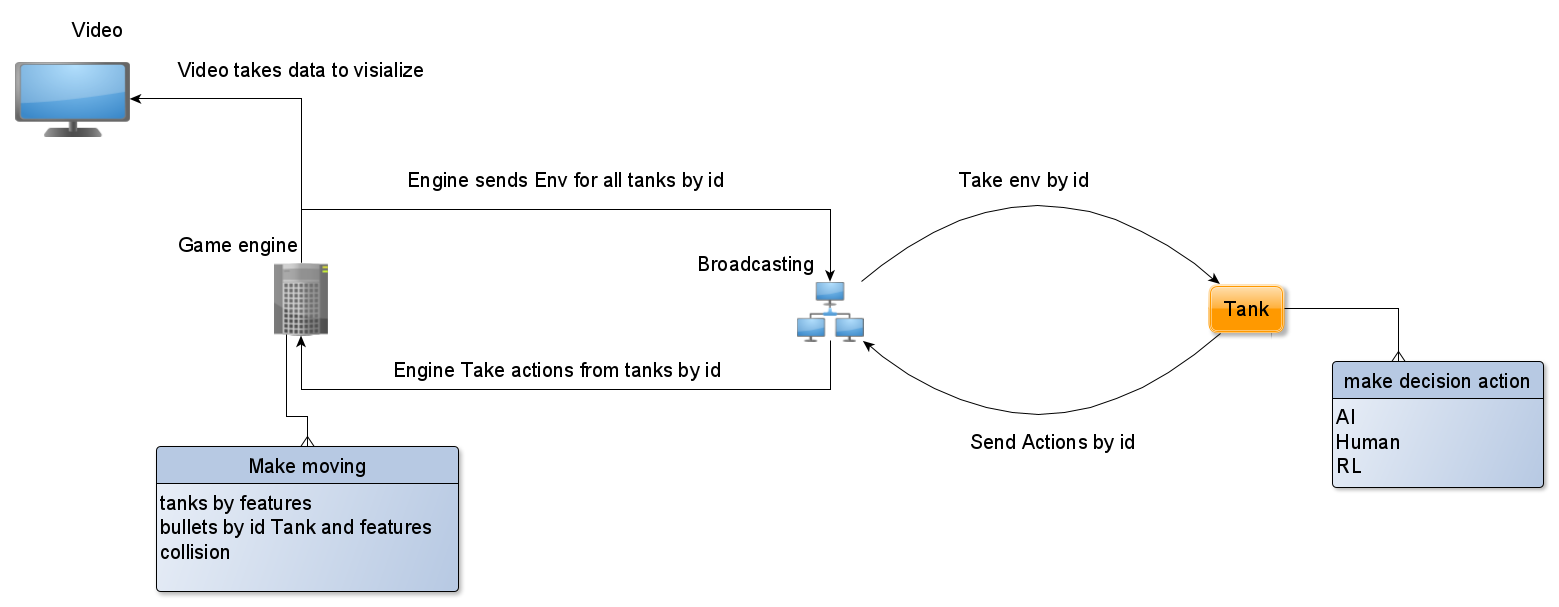 Video
Video takes data to visialize
Engine sends Env for all tanks by id
Take env by id
Game engine
Broadcasting
Tank
Engine Take actions from tanks by id
make decision action
AI
Human
RL
Send Actions by id
Make moving
tanks by features
bullets by id Tank and features
collision